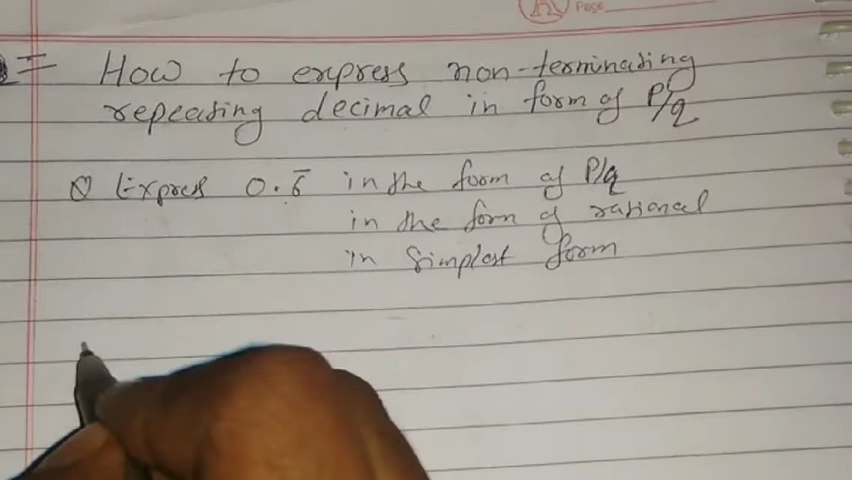 Page
How to express non-terminating
repeating decimal in form of P/q
Q Express 0.6̅ in the form of P/q
in the form of rational
in Simplest form